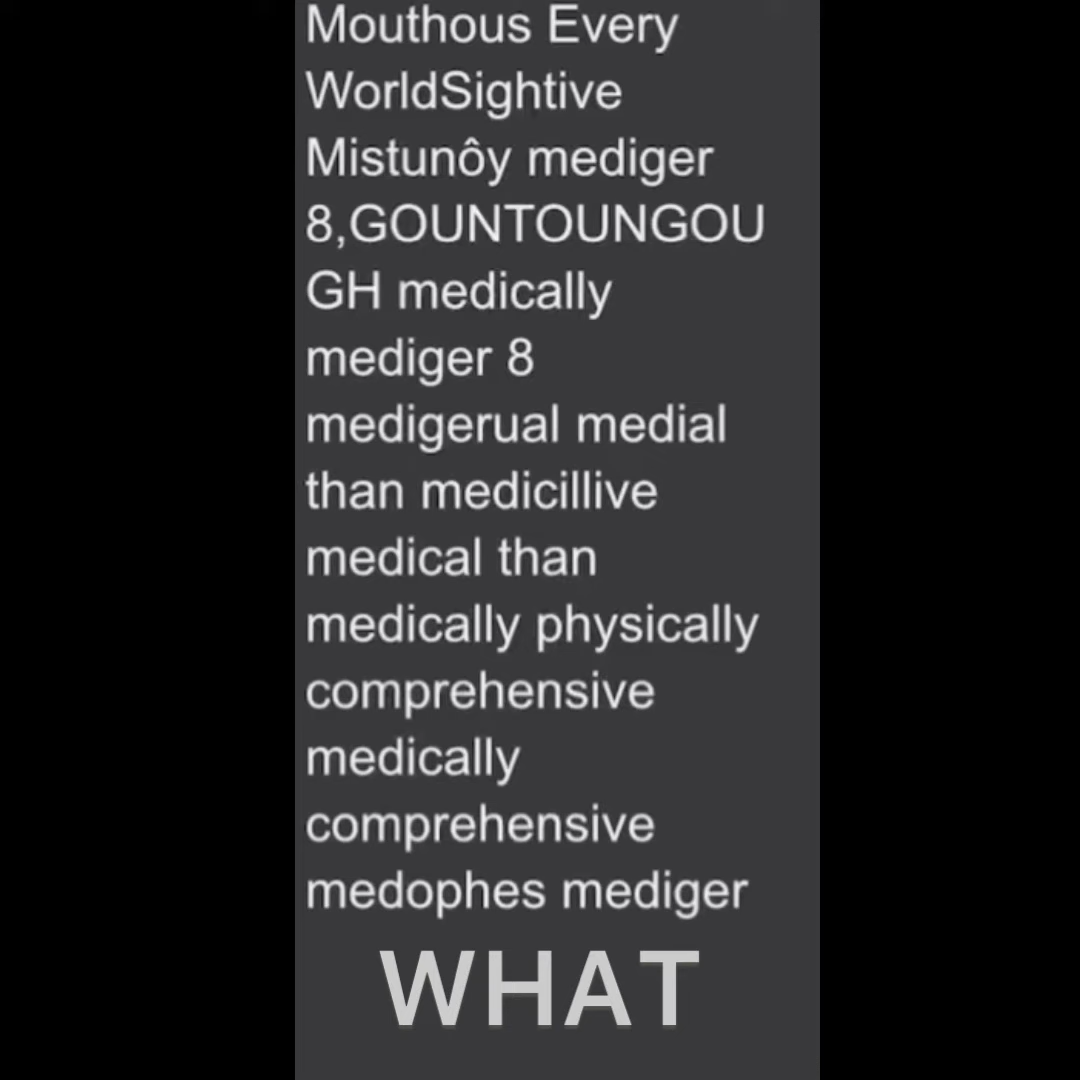 Mouthous Every
WorldSightive
Mistunôy mediger
8,GOUNTOUNGOU
GH medically
mediger 8
medigerual medial
than medicillive
medical than
medically physically
comprehensive
medically
comprehensive
medophes mediger
WHAT